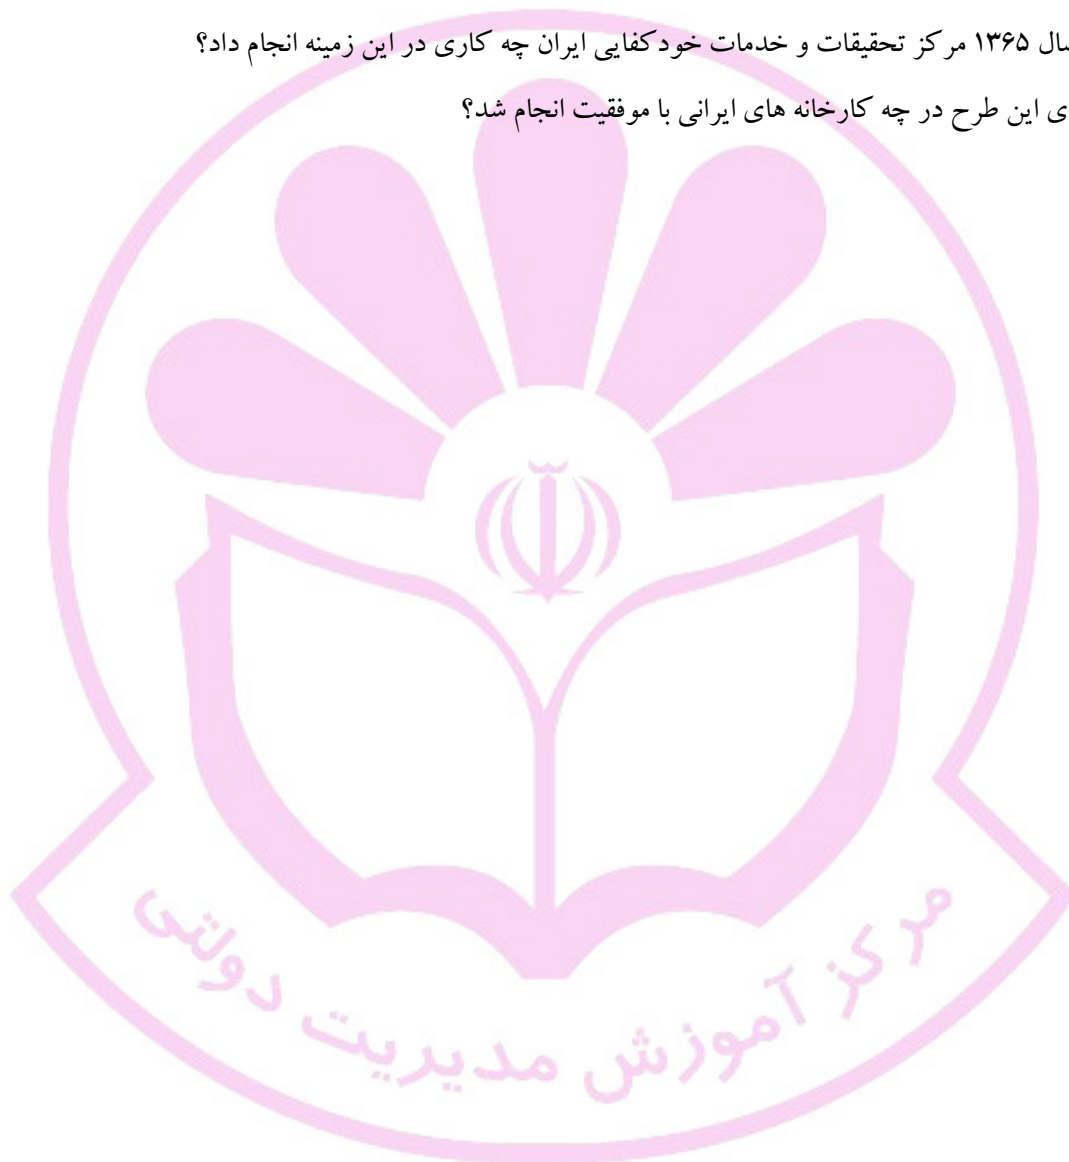 سال ۱۳۶۵ مرکز تحقیقات و خدمات خودکفایی ایران چه کاری در این زمینه انجام داد؟
ی این طرح در چه کارخانه های ایرانی با موفقیت انجام شد؟
مرکز آموزش مدیریت دولتی